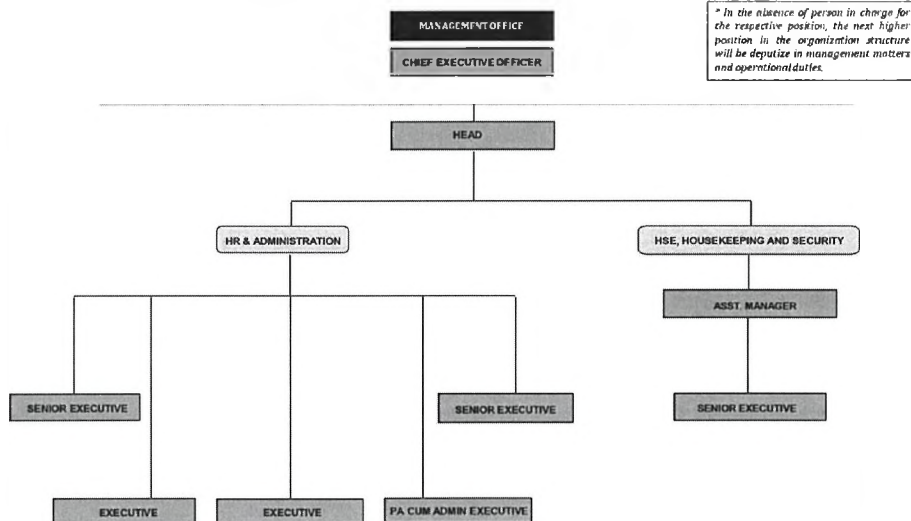 MANAGEMENT OFFICE
CHIEF EXECUTIVE OFFICER
* In the absence of person in charge for
the respective position, the next higher
position in the organization structure
will be deputize in management matters
and operational duties.
HEAD
HR & ADMINISTRATION
HSE, HOUSEKEEPING AND SECURITY
ASST. MANAGER
SENIOR EXECUTIVE
SENIOR EXECUTIVE
SENIOR EXECUTIVE
EXECUTIVE
EXECUTIVE
PA CUM ADMIN EXECUTIVE